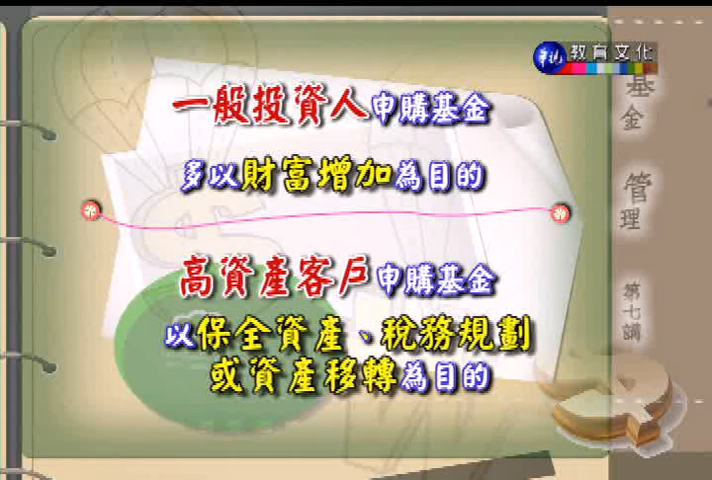 華視 教育文化
一般投資人申購基金
多以財富增加為目的
高資產客戶申購基金
以保全資產、稅務規劃
或資產移轉為目的
基金 管理
第七講